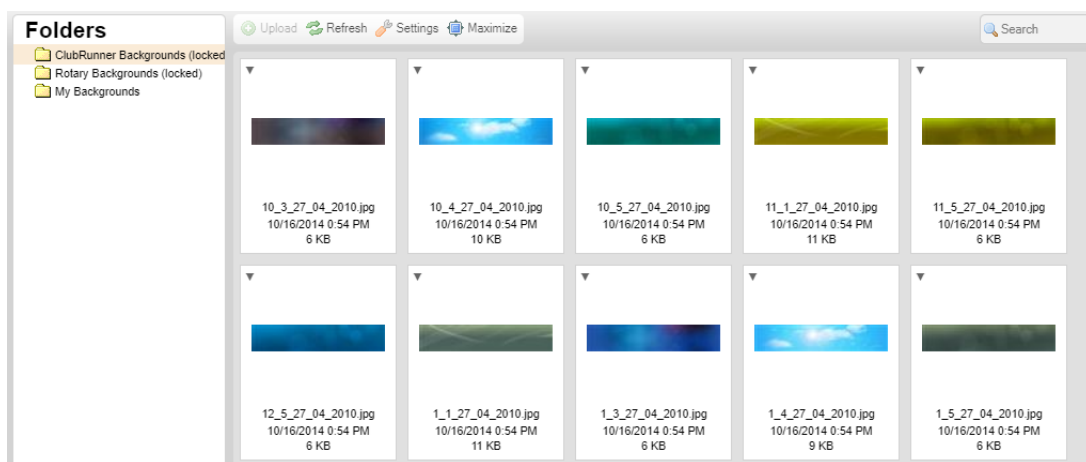 Folders
ClubRunner Backgrounds (locked
Rotary Backgrounds (locked)
My Backgrounds
Upload Refresh Settings Maximize
Search
10_3_27_04_2010.jpg
10/16/2014 0:54 PM
6 KB
10_4_27_04_2010.jpg
10/16/2014 0:54 PM
10 KB
10_5_27_04_2010.jpg
10/16/2014 0:54 PM
6 KB
11_1_27_04_2010.jpg
10/16/2014 0:54 PM
11 KB
11_5_27_04_2010.jpg
10/16/2014 0:54 PM
6 KB
12_5_27_04_2010.jpg
10/16/2014 0:54 PM
6 KB
1_1_27_04_2010.jpg
10/16/2014 0:54 PM
11 KB
1_3_27_04_2010.jpg
10/16/2014 0:54 PM
6 KB
1_4_27_04_2010.jpg
10/16/2014 0:54 PM
9 KB
1_5_27_04_2010.jpg
10/16/2014 0:54 PM
6 KB